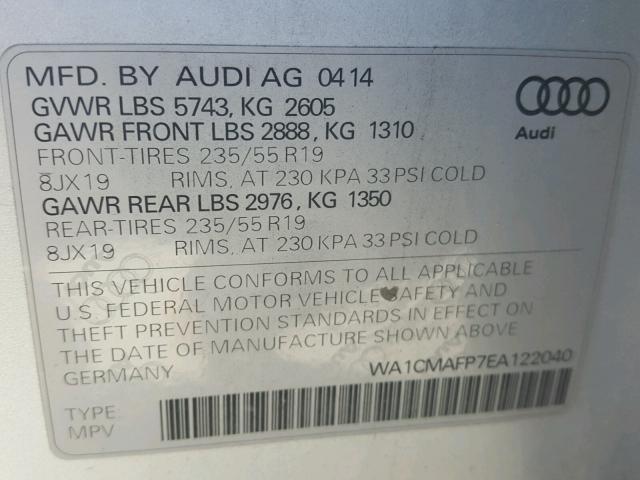 MFD. BY AUDI AG 0414
GVWR LBS 5743, KG 2605
GAWR FRONT LBS 2888, KG 1310
FRONT-TIRES 235/55 R19
8JX19 RIMS, AT 230 KPA 33 PSI COLD
GAWR REAR LBS 2976, KG 1350
REAR-TIRES 235/55 R19
8JX19 RIMS, AT 230 KPA 33 PSI COLD
Audi
THIS VEHICLE CONFORMS TO ALL APPLICABLE
U.S. FEDERAL MOTOR VEHICLE SAFETY AND
THEFT PREVENTION STANDARDS IN EFFECT ON
THE DATE OF MANUFACTURE SHOWN ABOVE
GERMANY WA1CMAFP7EA122040
TYPE
MPV